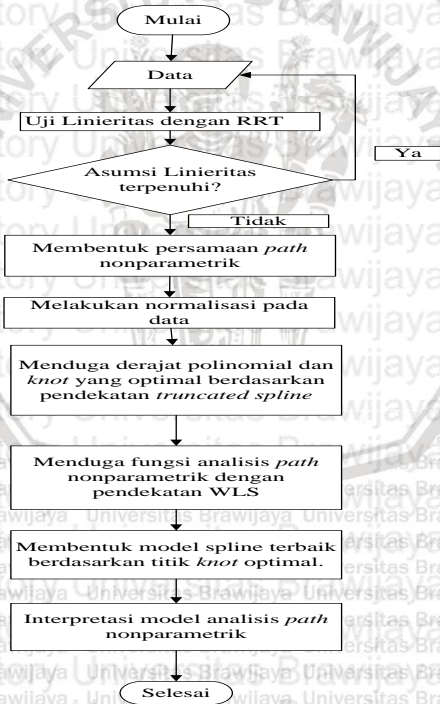 Mulai
Data
Uji Linieritas dengan RRT
Asumsi Linieritas
terpenuhi?
Ya
Tidak
Membentuk persamaan path
nonparametrik
Melakukan normalisasi pada
data
Menduga derajat polinomial dan
knot yang optimal berdasarkan
pendekatan truncated spline
Menduga fungsi analisis path
nonparametrik dengan
pendekatan WLS
Membentuk model spline terbaik
berdasarkan titik knot optimal.
Interpretasi model analisis path
nonparametrik
Selesai